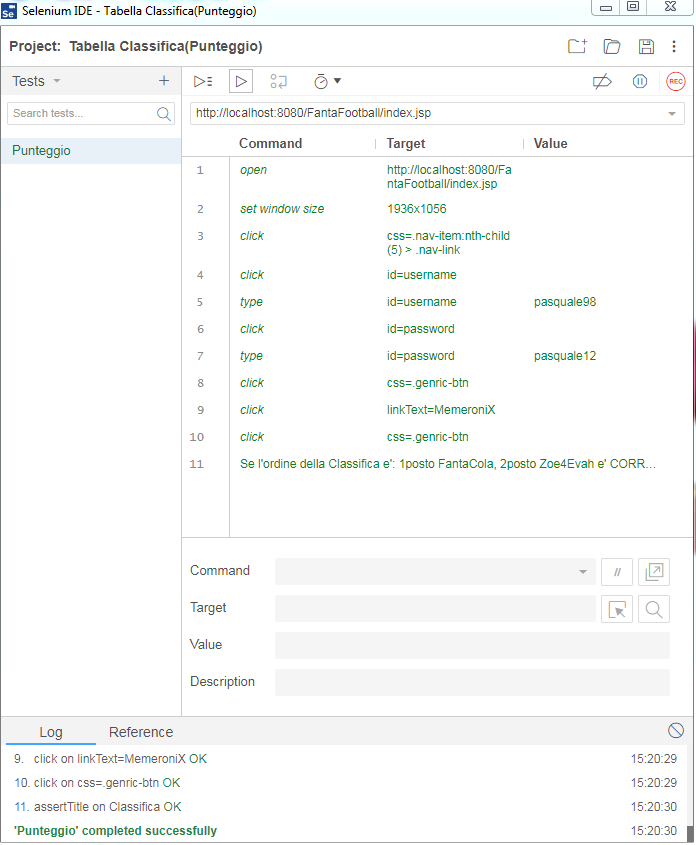 Se Selenium IDE - Tabella Classifica(Punteggio)
Project: Tabella Classifica(Punteggio)
Tests
REC
Search tests...
http://localhost:8080/FantaFootball/index.jsp
Punteggio
Command Target Value
1 open http://localhost:8080/Fa
ntaFootball/index.jsp
2 set window size 1936x1056
3 click css=.nav-item:nth-child
(5) > .nav-link
4 click id=username
5 type id=username pasquale98
6 click id=password
7 type id=password pasquale12
8 click css=.genric-btn
9 click linkText=MemeroniX
10 click css=.genric-btn
11 Se l'ordine della Classifica e': 1posto FantaCola, 2posto Zoe4Evah e' CORR...
Command //
Target
Value
Description
Log Reference
9. click on linkText=MemeroniX OK 15:20:29
10. click on css=.genric-btn OK 15:20:29
11. assertTitle on Classifica OK 15:20:30
'Punteggio' completed successfully 15:20:30